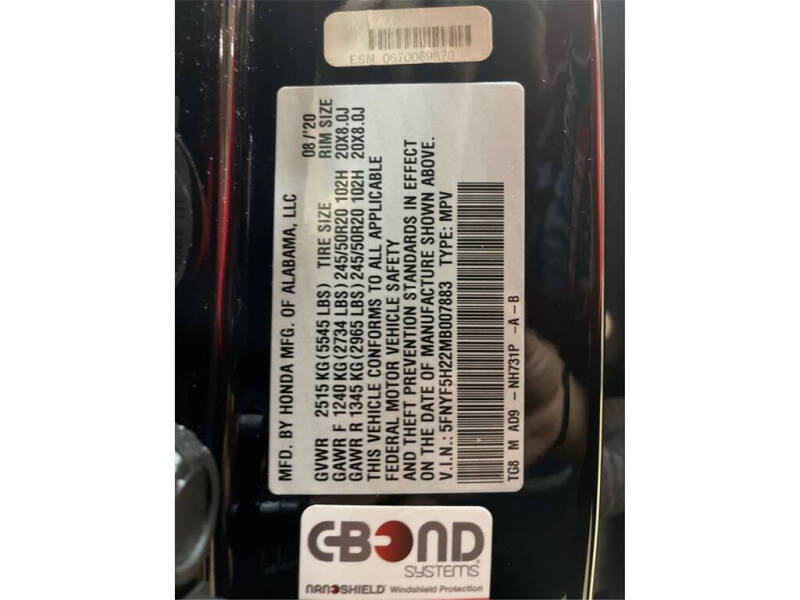 ESN 0670069870
MFD. BY HONDA MFG. OF ALABAMA, LLC 08/'20
GVWR 2515 KG (5545 LBS) TIRE SIZE RIM SIZE
GAWR F 1240 KG (2734 LBS) 245/50R20 102H 20X8.0J
GAWR R 1345 KG (2965 LBS) 245/50R20 102H 20X8.0J
THIS VEHICLE CONFORMS TO ALL APPLICABLE
FEDERAL MOTOR VEHICLE SAFETY
AND THEFT PREVENTION STANDARDS IN EFFECT
ON THE DATE OF MANUFACTURE SHOWN ABOVE.
V.I.N.: 5FNYF5H22MB007883 TYPE: MPV
TG8 M AD9 - NH731P -A-B
C-BOND
SYSTEMS
NANOSHIELD Windshield Protection